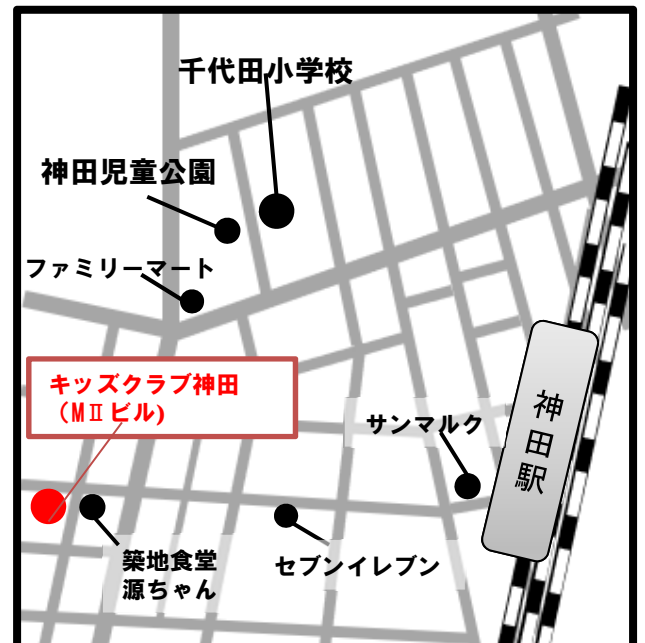 千代田小学校
神田児童公園
ファミリーマート
キッズクラブ神田
（MⅡビル)
サンマルク
神田駅
築地食堂
源ちゃん
セブンイレブン